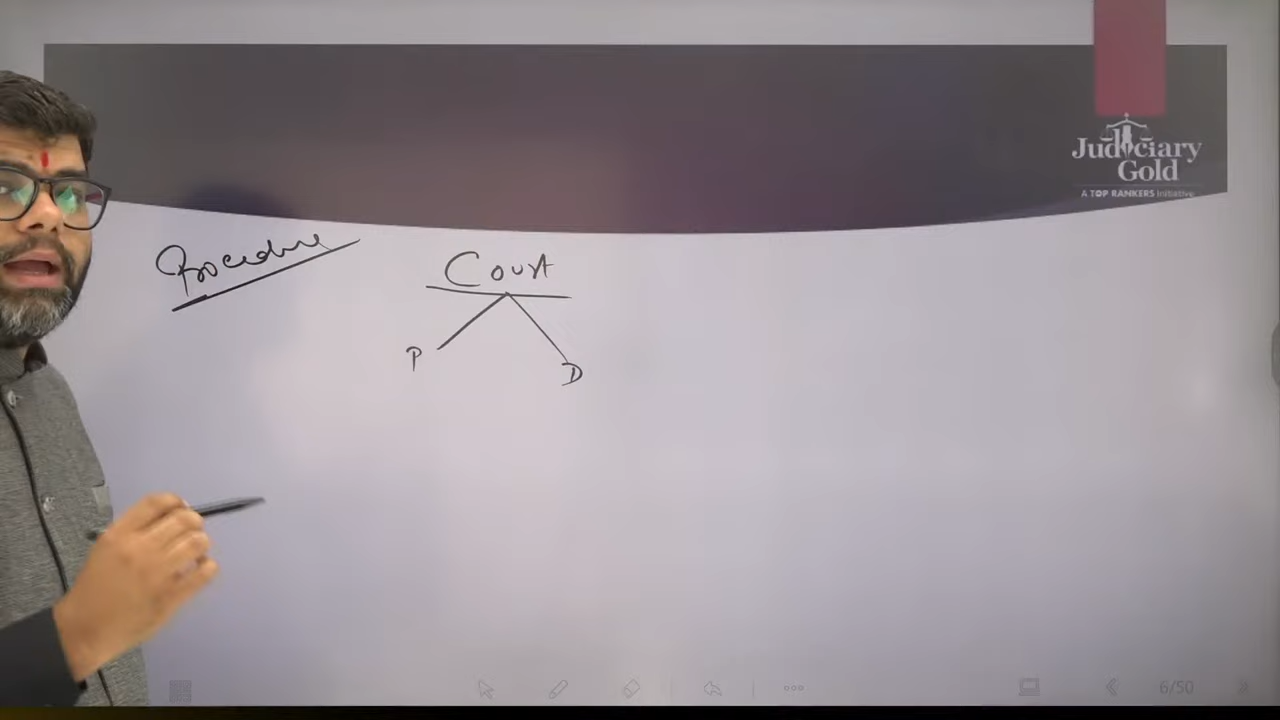 Judiciary
Gold
A TOP RANKERS Initiative
Procedure
Court
P
D
6/50